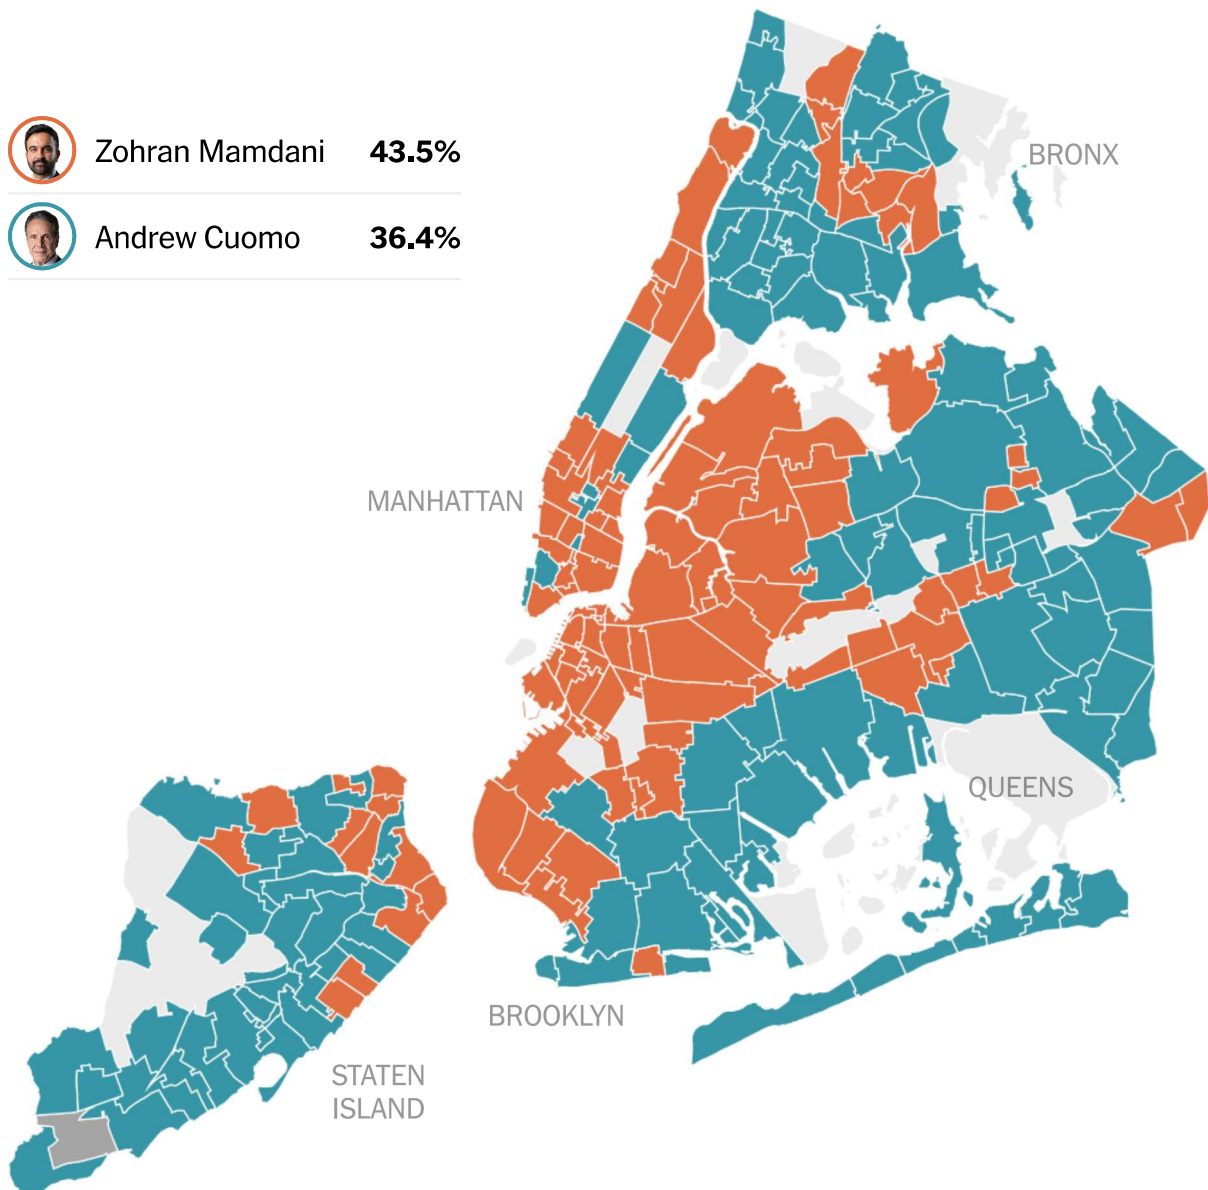 Zohran Mamdani 43.5%
Andrew Cuomo 36.4%
BRONX
MANHATTAN
QUEENS
BROOKLYN
STATEN
ISLAND